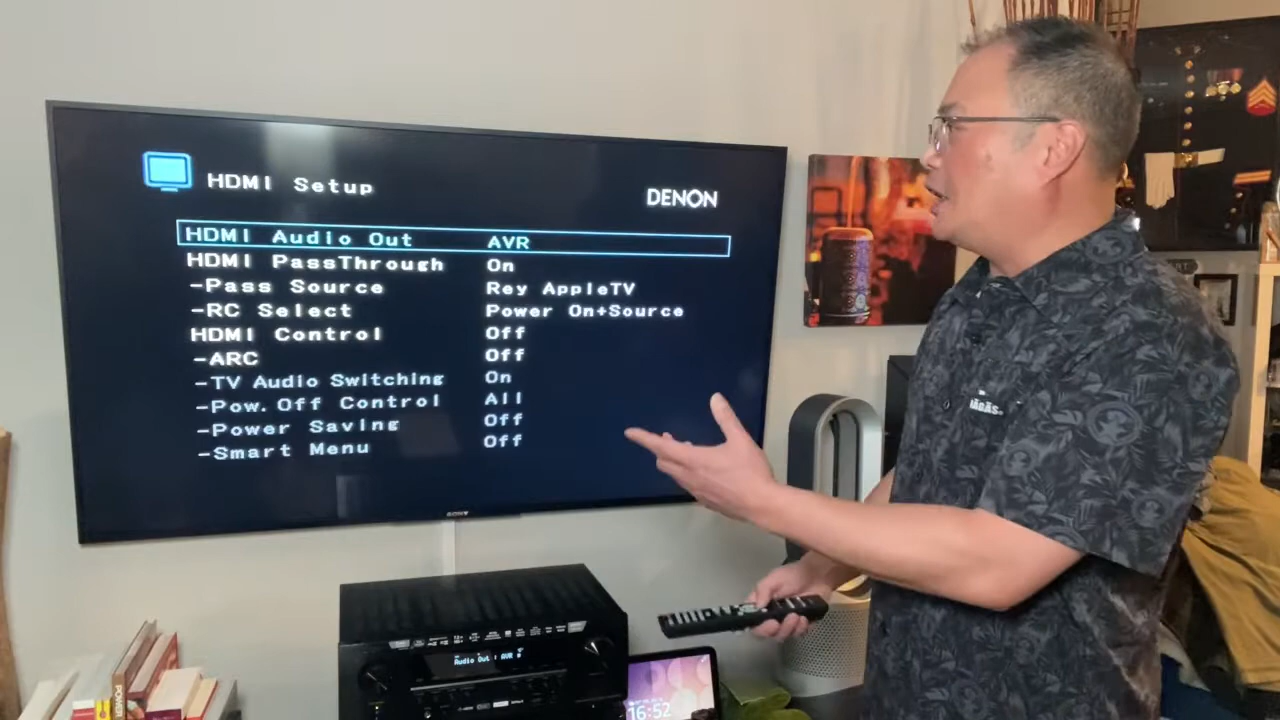 HDMI Setup
DENON
HDMI Audio Out AVR
HDMI PassThrough On
-Pass Source Rey AppleTV
-RC Select Power On+Source
HDMI Control Off
-ARC Off
-TV Audio Switching On
-Pow.Off Control All
-Power Saving Off
-Smart Menu Off
SONY
Audio Out : AVR
16:52
POWER